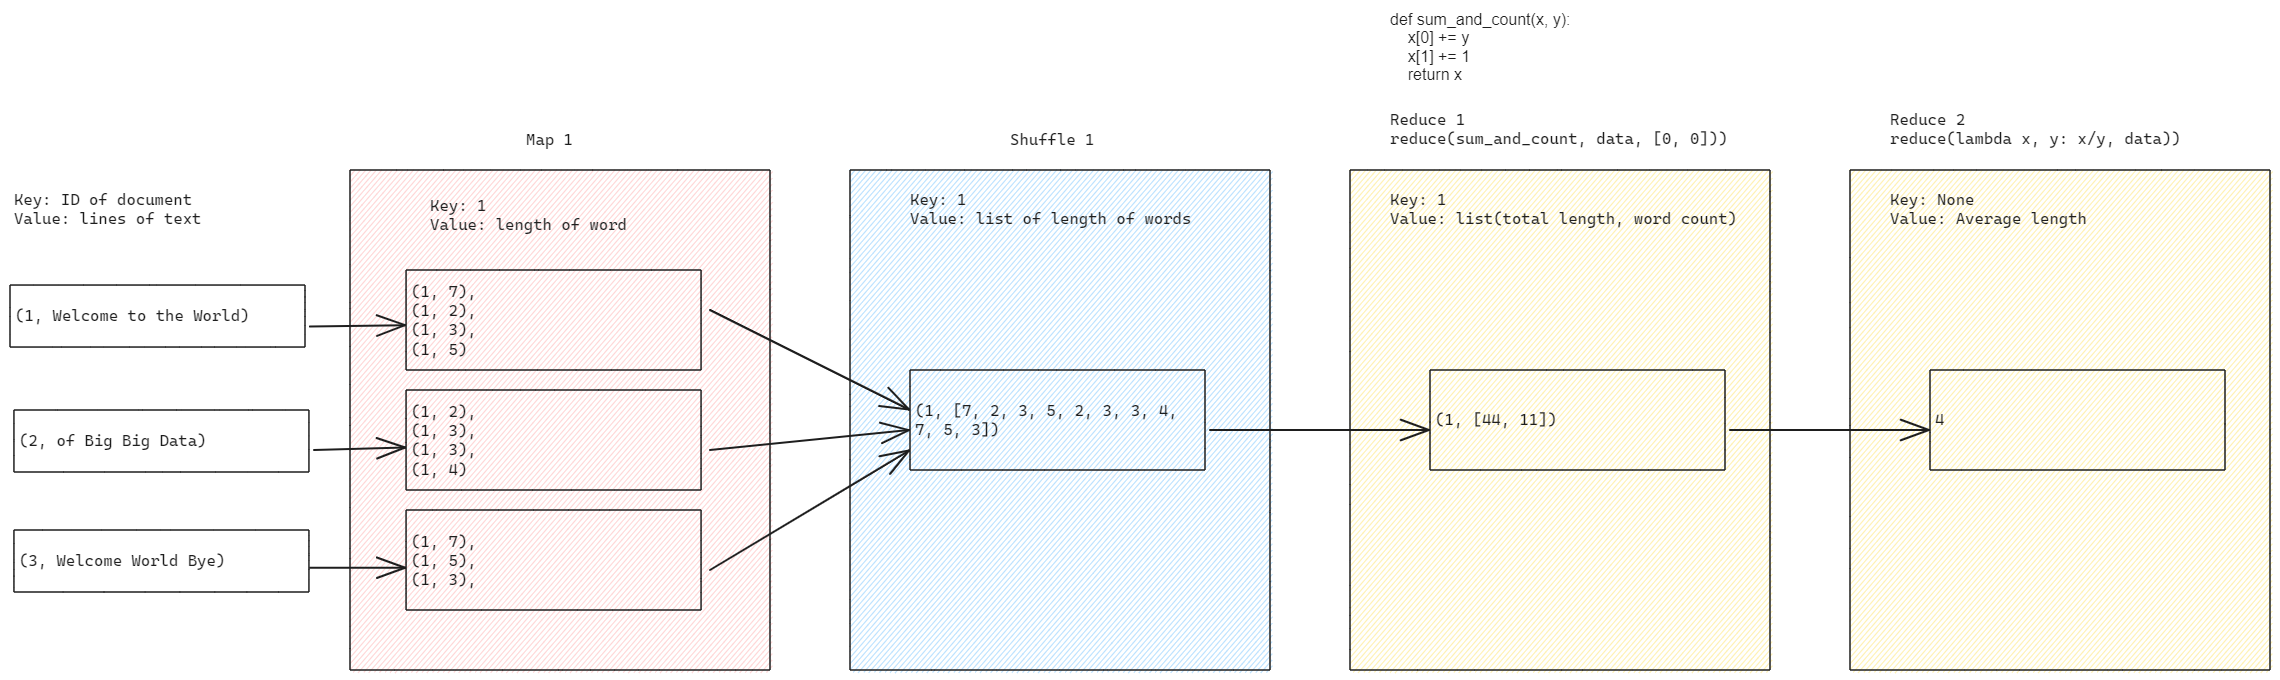 def sum_and_count(x, y):
    x[0] += y
    x[1] += 1
    return x
Map 1
Shuffle 1
Reduce 1
reduce(sum_and_count, data, [0, 0]))
Reduce 2
reduce(lambda x, y: x/y, data))
Key: ID of document
Value: lines of text
Key: 1
Value: length of word
Key: 1
Value: list of length of words
Key: 1
Value: list(total length, word count)
Key: None
Value: Average length
(1, Welcome to the World)
(2, of Big Big Data)
(3, Welcome World Bye)
(1, 7),
(1, 2),
(1, 3),
(1, 5)
(1, 2),
(1, 3),
(1, 3),
(1, 4)
(1, 7),
(1, 5),
(1, 3),
(1, [7, 2, 3, 5, 2, 3, 3, 4,
7, 5, 3])
(1, [44, 11])
4